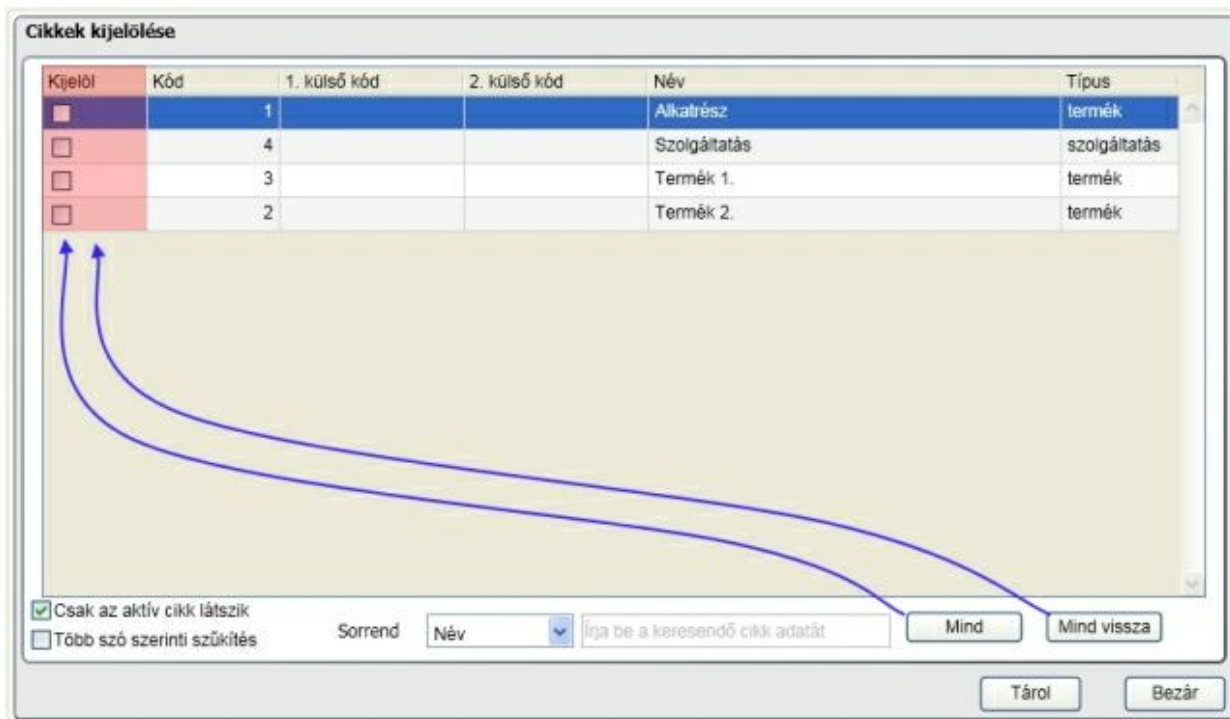 Cikkek kijelölése
Kijelöl Kód 1. külső kód 2. külső kód Név Típus
1 Alkatrész termék
4 Szolgáltatás szolgáltatás
3 Termék 1. termék
2 Termék 2. termék
Csak az aktív cikk látszik
Több szó szerinti szűkítés Sorrend Név Írja be a keresendő cikk adatát Mind Mind vissza
Tárol Bezár